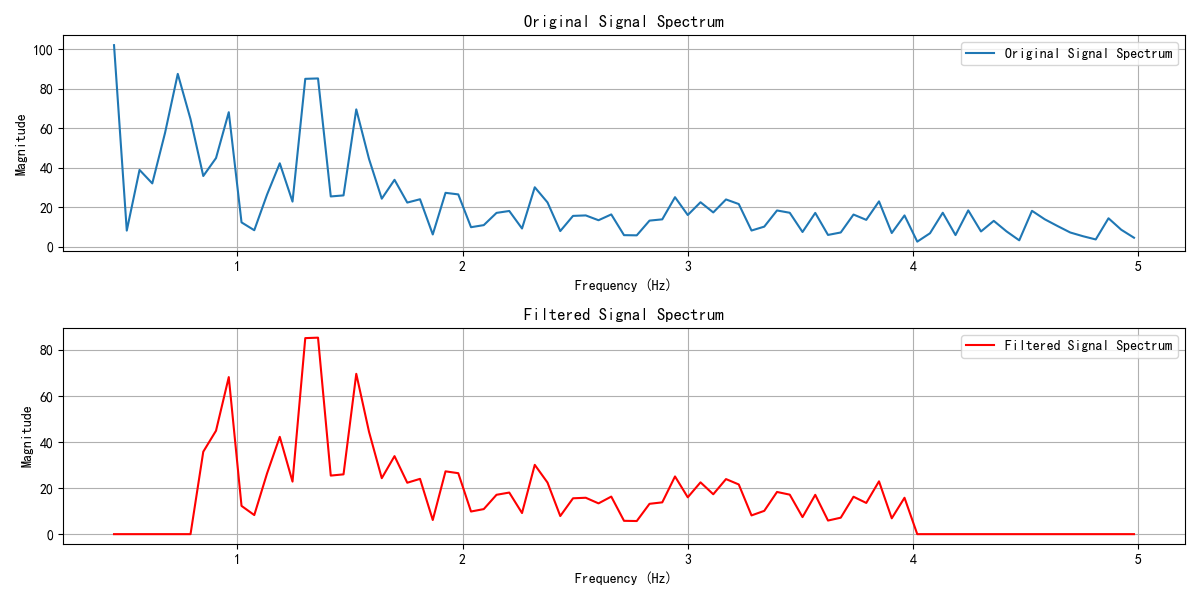 Original Signal Spectrum
Magnitude
100
80
60
40
20
0
Original Signal Spectrum
1 2 3 4 5
Frequency (Hz)
Filtered Signal Spectrum
Magnitude
80
60
40
20
0
Filtered Signal Spectrum
1 2 3 4 5
Frequency (Hz)